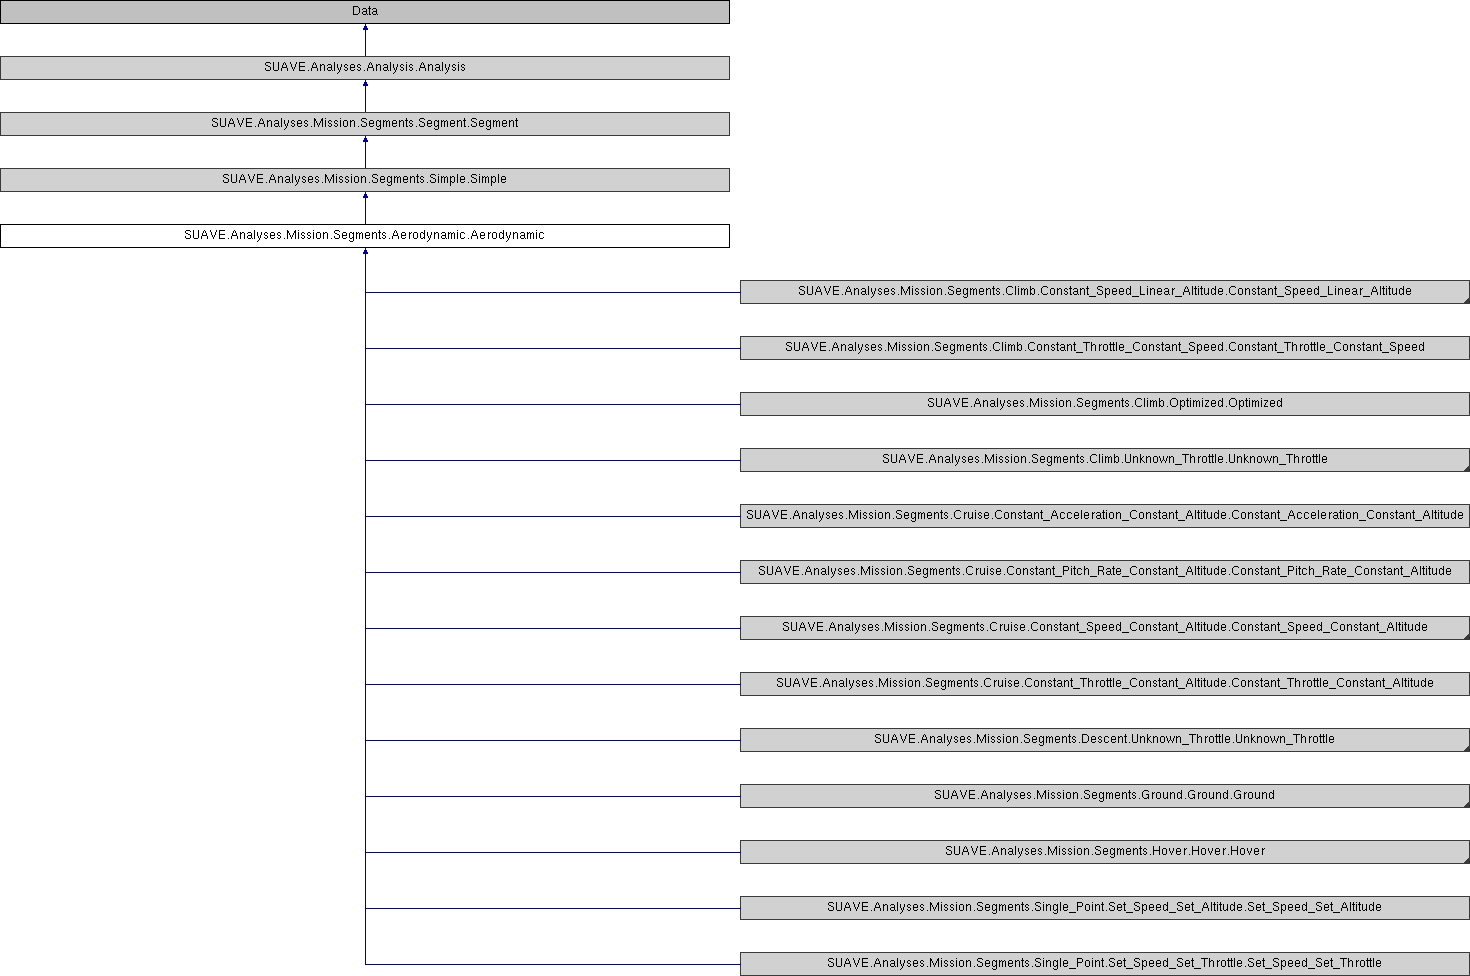 Data
SUAVE.Analyses.Analysis.Analysis
SUAVE.Analyses.Mission.Segments.Segment.Segment
SUAVE.Analyses.Mission.Segments.Simple.Simple
SUAVE.Analyses.Mission.Segments.Aerodynamic.Aerodynamic
SUAVE.Analyses.Mission.Segments.Climb.Constant_Speed_Linear_Altitude.Constant_Speed_Linear_Altitude
SUAVE.Analyses.Mission.Segments.Climb.Constant_Throttle_Constant_Speed.Constant_Throttle_Constant_Speed
SUAVE.Analyses.Mission.Segments.Climb.Optimized.Optimized
SUAVE.Analyses.Mission.Segments.Climb.Unknown_Throttle.Unknown_Throttle
SUAVE.Analyses.Mission.Segments.Cruise.Constant_Acceleration_Constant_Altitude.Constant_Acceleration_Constant_Altitude
SUAVE.Analyses.Mission.Segments.Cruise.Constant_Pitch_Rate_Constant_Altitude.Constant_Pitch_Rate_Constant_Altitude
SUAVE.Analyses.Mission.Segments.Cruise.Constant_Speed_Constant_Altitude.Constant_Speed_Constant_Altitude
SUAVE.Analyses.Mission.Segments.Cruise.Constant_Throttle_Constant_Altitude.Constant_Throttle_Constant_Altitude
SUAVE.Analyses.Mission.Segments.Descent.Unknown_Throttle.Unknown_Throttle
SUAVE.Analyses.Mission.Segments.Ground.Ground.Ground
SUAVE.Analyses.Mission.Segments.Hover.Hover.Hover
SUAVE.Analyses.Mission.Segments.Single_Point.Set_Speed_Set_Altitude.Set_Speed_Set_Altitude
SUAVE.Analyses.Mission.Segments.Single_Point.Set_Speed_Set_Throttle.Set_Speed_Set_Throttle